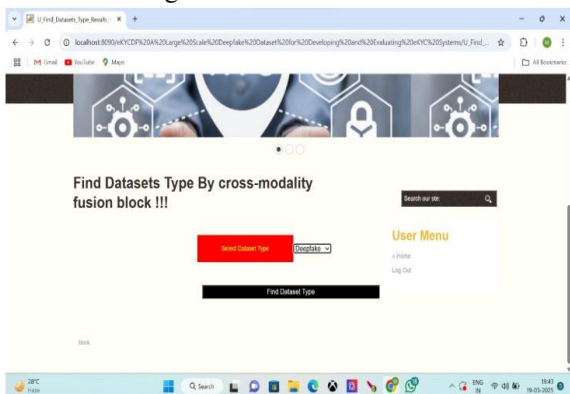 U_Find_Datasets_Type_Results
localhost:8090/eKYCDF%20A%20Large%20Scale%20Deepfake%20Dataset%20for%20Developing%20and%20Evaluating%20eKYC%20Systems/U_Find_...
Gmail YouTube Maps
All Bookmarks
Find Datasets Type By cross-modality
fusion block !!!
Search our site:
Select Dataset Type Deepfake
User Menu
» Home
Log Out
Find Dataset Type
Back
28°C
Haze
Search
ENG
IN
19:43
19-03-2025